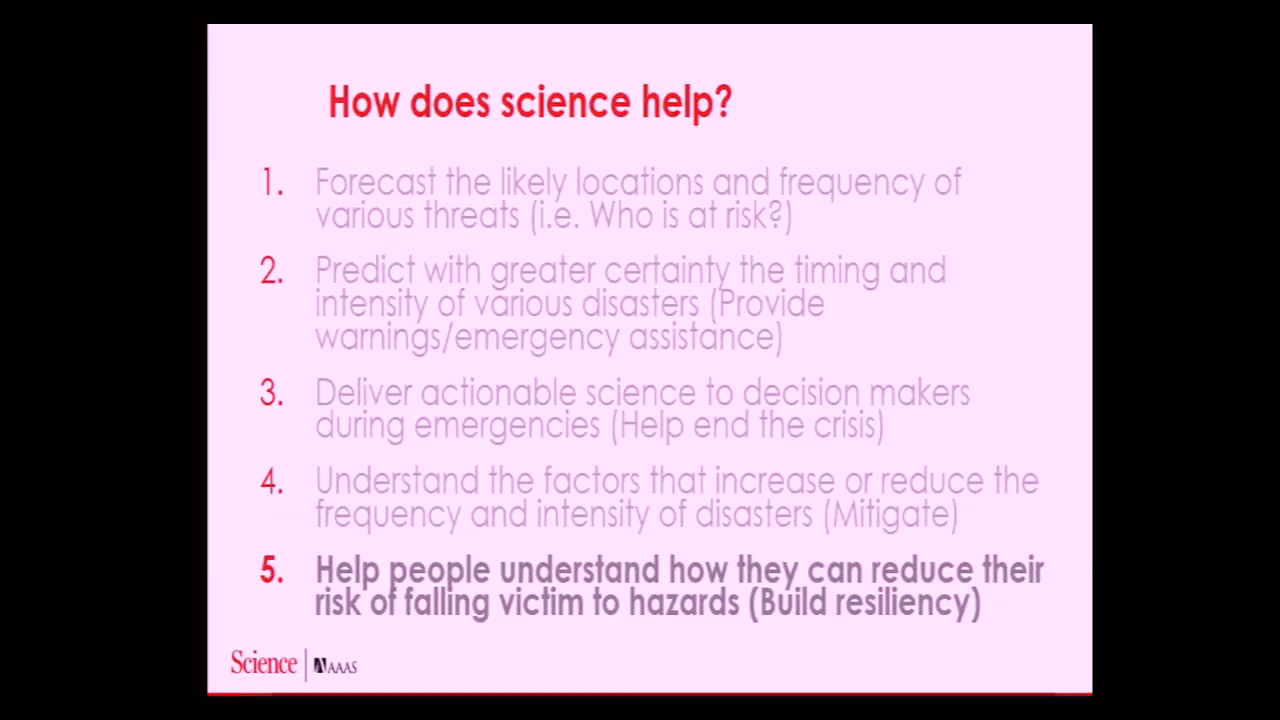 How does science help?
1. Forecast the likely locations and frequency of
various threats (i.e. Who is at risk?)
2. Predict with greater certainty the timing and
intensity of various disasters (Provide
warnings/emergency assistance)
3. Deliver actionable science to decision makers
during emergencies (Help end the crisis)
4. Understand the factors that increase or reduce the
frequency and intensity of disasters (Mitigate)
5. Help people understand how they can reduce their
risk of falling victim to hazards (Build resiliency)
Science AAAS